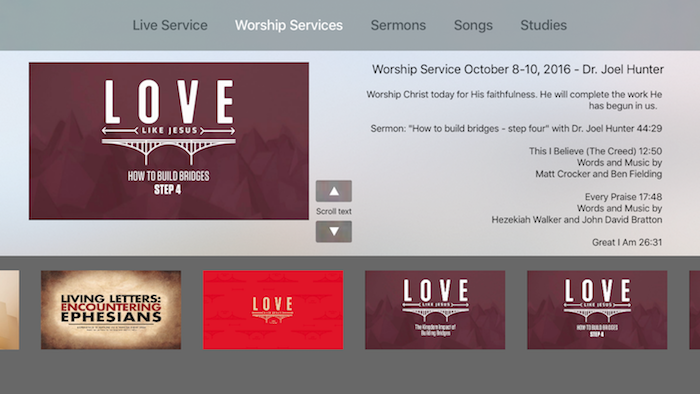 Live Service
Worship Services
Sermons
Songs
Studies
LOVE
LIKE JESUS
HOW TO BUILD BRIDGES
STEP 4
Scroll text
Worship Service October 8-10, 2016 - Dr. Joel Hunter
Worship Christ today for His faithfulness. He will complete the work He
has begun in us.
Sermon: "How to build bridges - step four" with Dr. Joel Hunter 44:29
This I Believe (The Creed) 12:50
Words and Music by
Matt Crocker and Ben Fielding
Every Praise 17:48
Words and Music by
Hezekiah Walker and John David Bratton
Great I Am 26:31
LIVING LETTERS:
ENCOUNTERING
EPHESIANS
LOVE
LOVE
LIKE JESUS
The Kingdom Impact of
Building Bridges
LOVE
LIKE JESUS
HOW TO BUILD BRIDGES
STEP 4